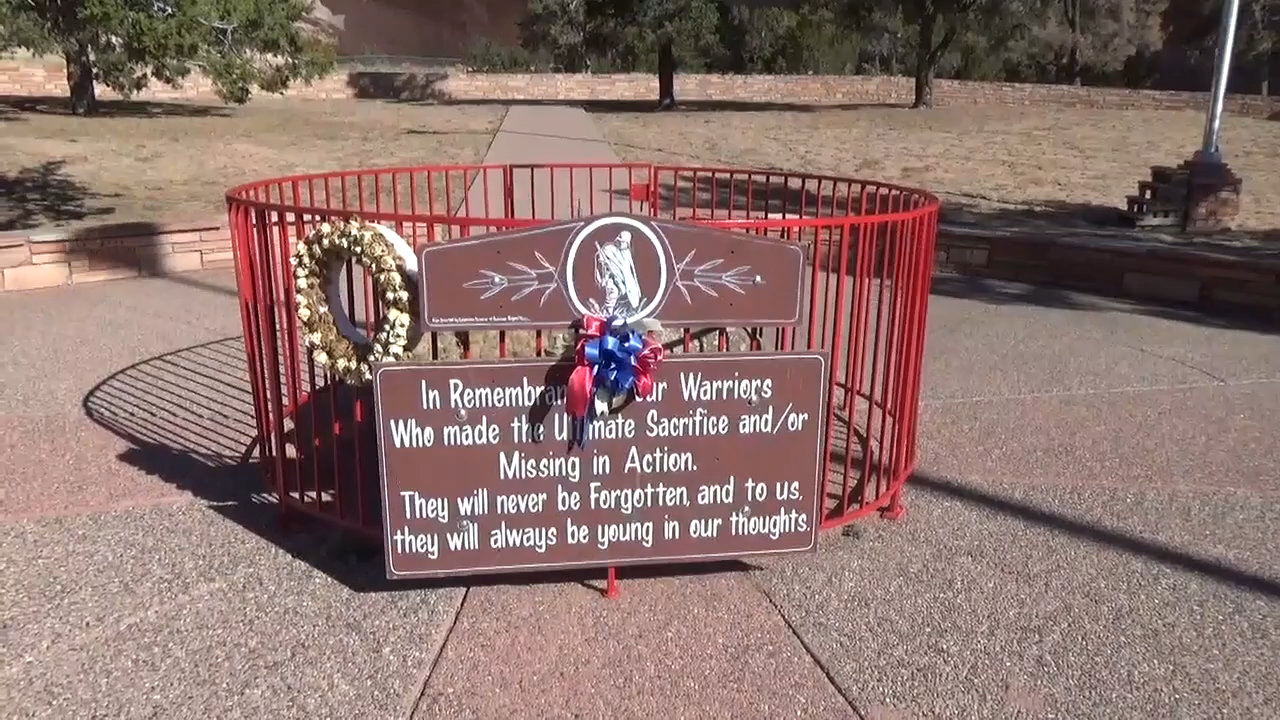 In Remembran ur Warriors
Who made the Ultimate Sacrifice and/or
Missing in Action.
They will never be Forgotten, and to us,
they will always be young in our thoughts.